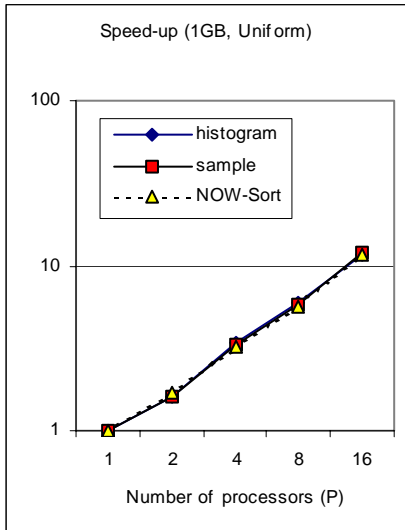 Speed-up (1GB, Uniform)
100
histogram
sample
NOW-Sort
10
1
1 2 4 8 16
Number of processors (P)